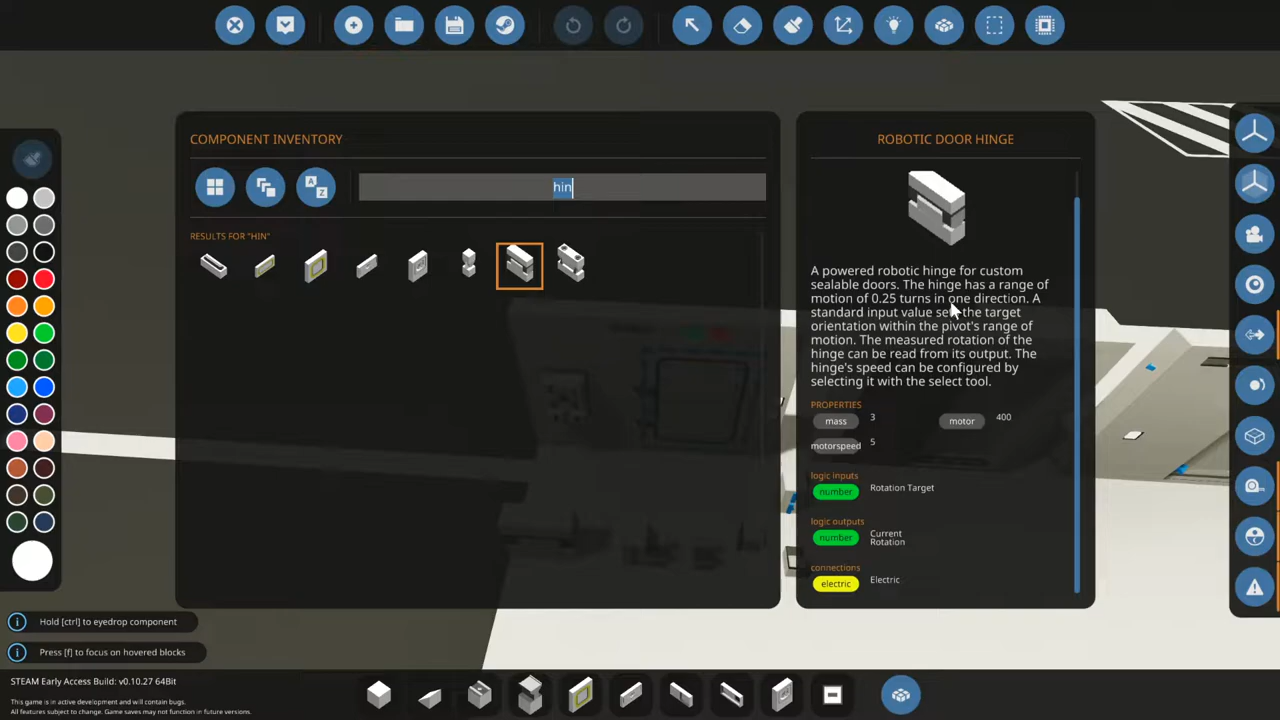 COMPONENT INVENTORY
A
Z
hin
RESULTS FOR "HIN"
ROBOTIC DOOR HINGE
A powered robotic hinge for custom
sealable doors. The hinge has a range of
motion of 0.25 turns in one direction. A
standard input value sets the target
orientation within the pivot's range of
motion. The measured rotation of the
hinge can be read from its output. The
hinge's speed can be configured by
selecting it with the select tool.
PROPERTIES
mass 3 motor 400
motorspeed 5
logic inputs
number Rotation Target
logic outputs
number Current
Rotation
connections
electric Electric
Hold [ctrl] to eyedrop component
Press [f] to focus on hovered blocks
STEAM Early Access Build: v0.10.27 64Bit
This game is in active development and will contain bugs.
All features subject to change. Game saves may not function in future versions.